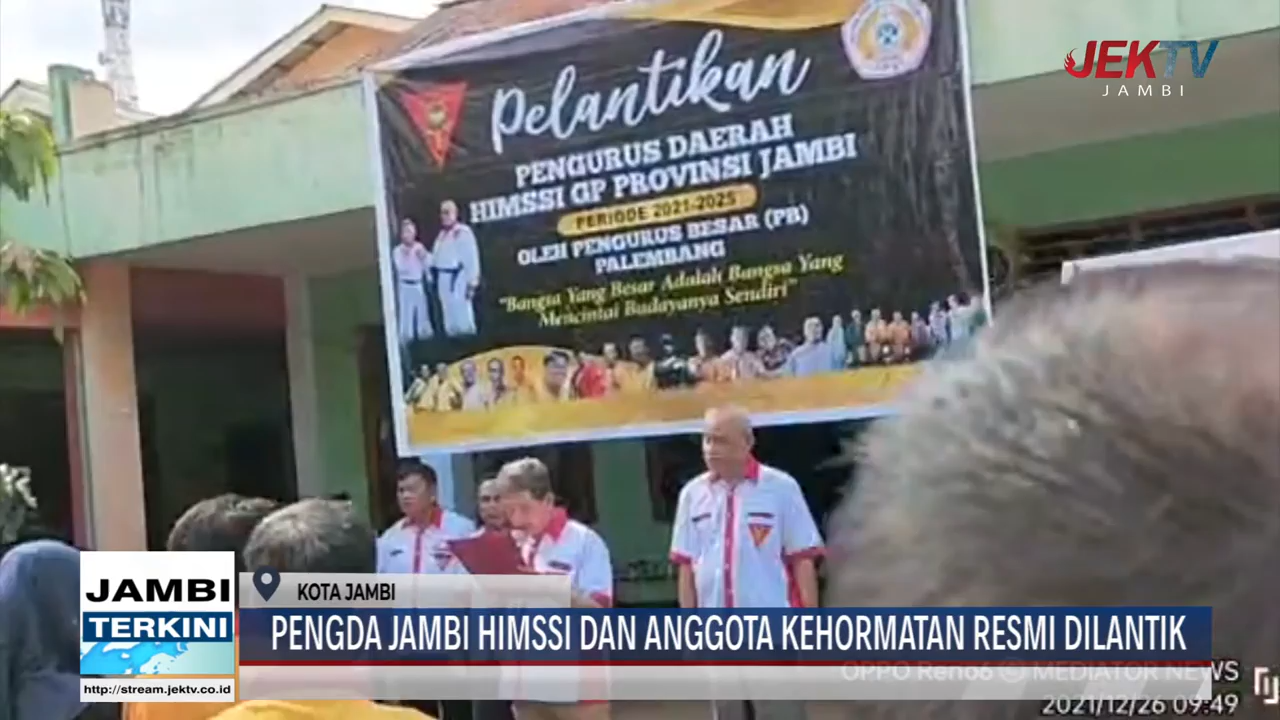 JEKTV
JAMBI
Pelantikan
PENGURUS DAERAH
HIMSSI GP PROVINSI JAMBI
PERIODE 2021-2025
OLEH PENGURUS BESAR (PB)
PALEMBANG
"Bangsa Yang Besar Adalah Bangsa Yang
Mencintai Budayanya Sendiri"
JAMBI
TERKINI
http://stream.jektv.co.id
KOTA JAMBI
PENGDA JAMBI HIMSSI DAN ANGGOTA KEHORMATAN RESMI DILANTIK
OPPO Reno6 MEDIATOR NEWS
2021/12/26 09:49